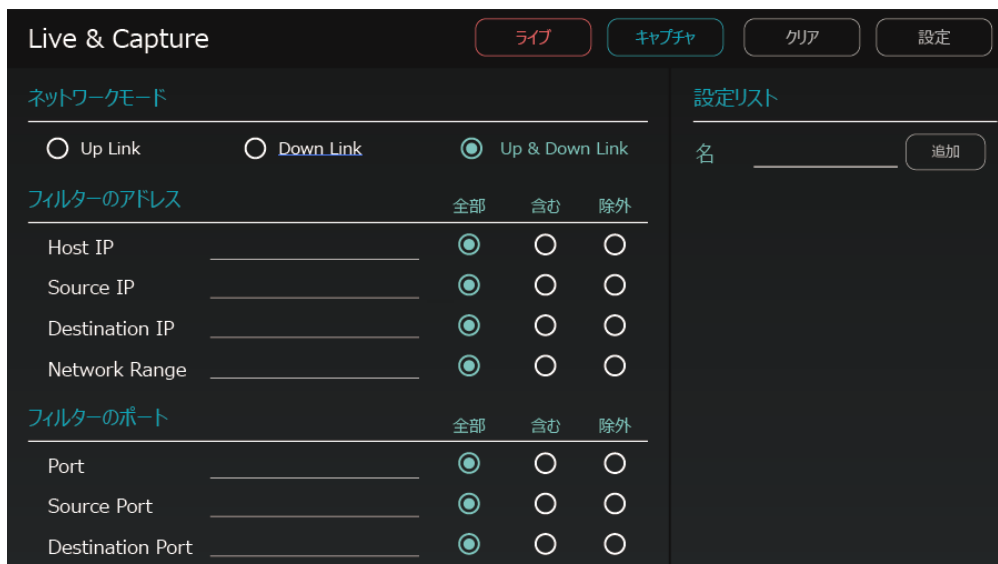 Live & Capture ライブ キャプチャ クリア 設定
ネットワークモード
Up Link Down Link Up & Down Link
フィルターのアドレス 全部 含む 除外
Host IP
Source IP
Destination IP
Network Range
フィルターのポート 全部 含む 除外
Port
Source Port
Destination Port
設定リスト
名 追加